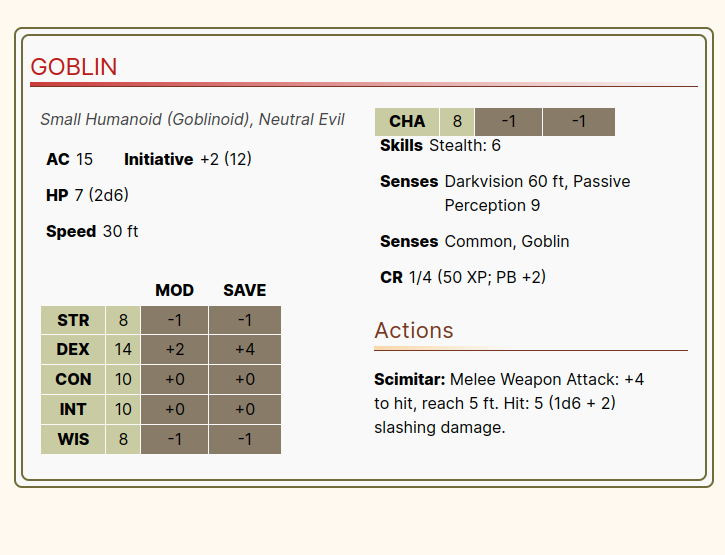 GOBLIN
Small Humanoid (Goblinoid), Neutral Evil
AC 15 Initiative +2 (12)
HP 7 (2d6)
Speed 30 ft
MOD SAVE
STR 8 -1 -1
DEX 14 +2 +4
CON 10 +0 +0
INT 10 +0 +0
WIS 8 -1 -1
CHA 8 -1 -1
Skills Stealth: 6
Senses Darkvision 60 ft, Passive
Perception 9
Senses Common, Goblin
CR 1/4 (50 XP; PB +2)
Actions
Scimitar: Melee Weapon Attack: +4
to hit, reach 5 ft. Hit: 5 (1d6 + 2)
slashing damage.